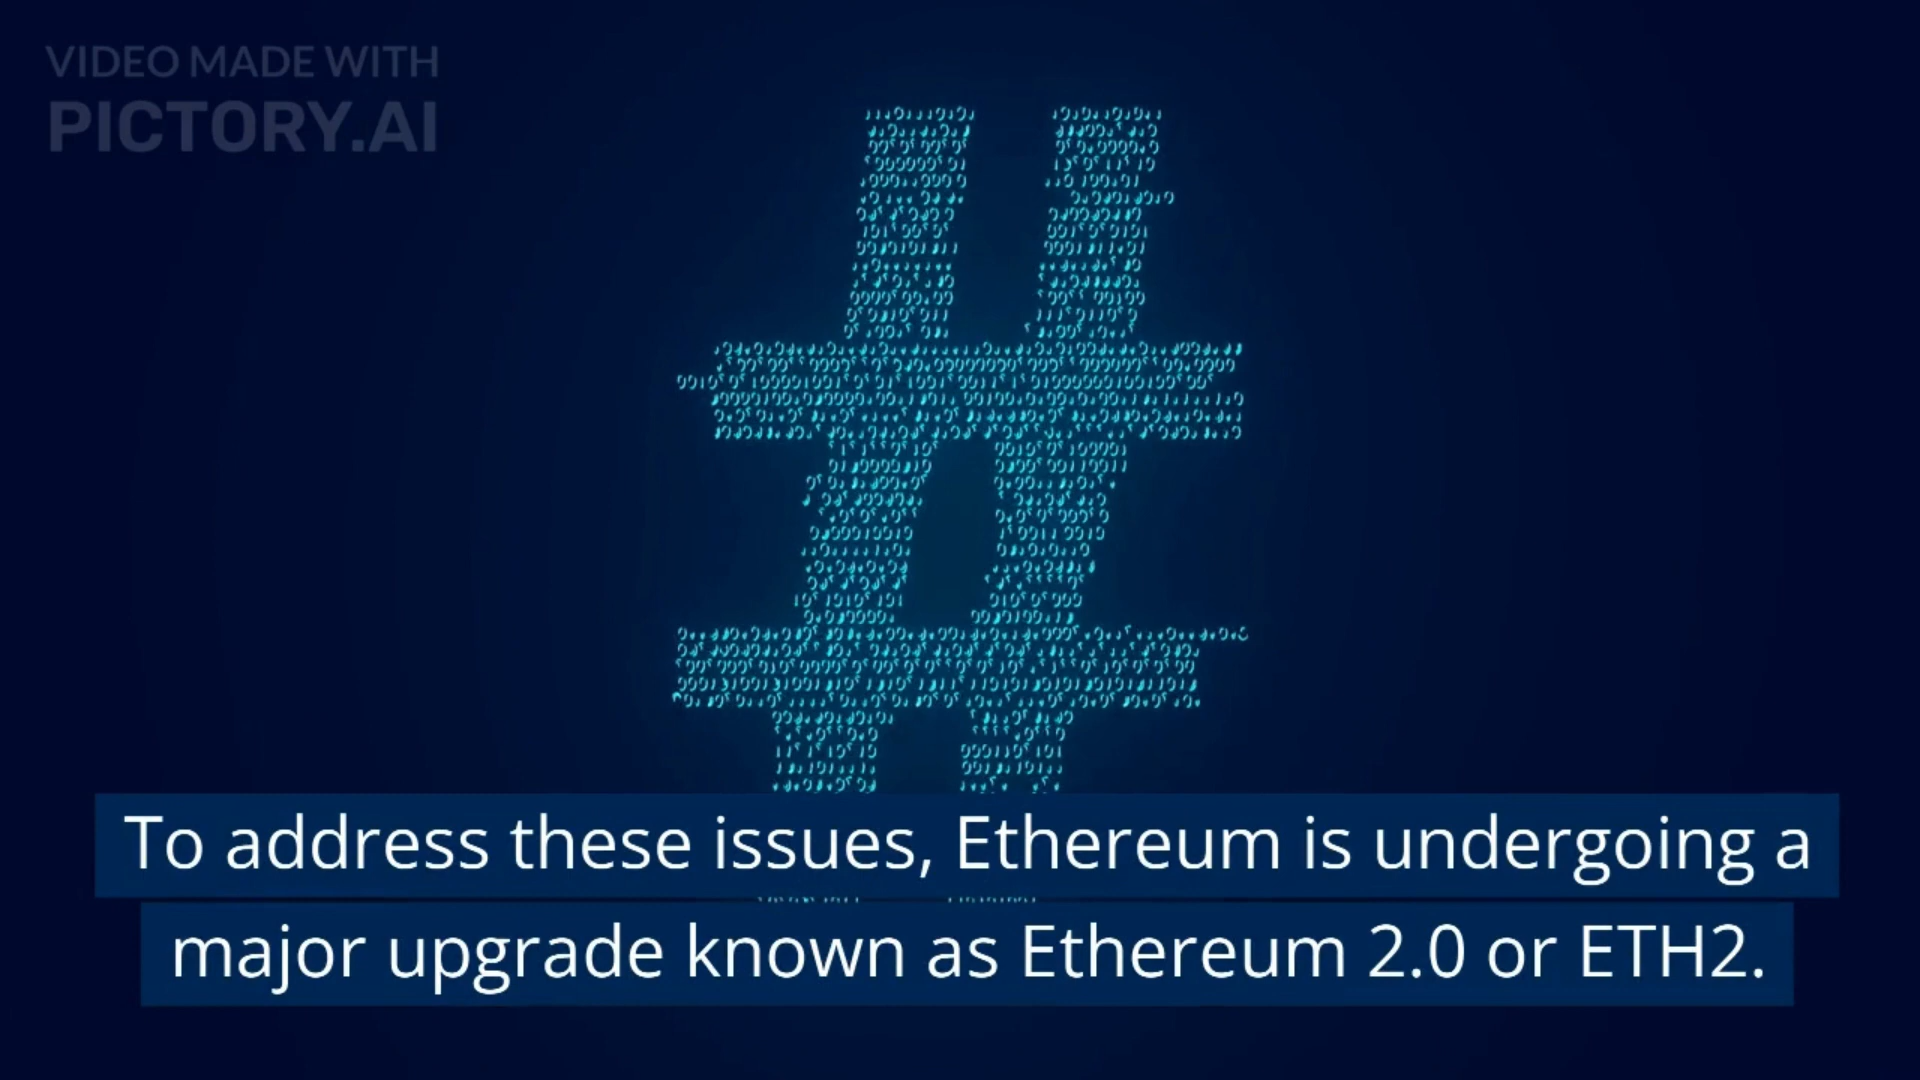 VIDEO MADE WITH
PICTORY.AI
To address these issues, Ethereum is undergoing a
major upgrade known as Ethereum 2.0 or ETH2.